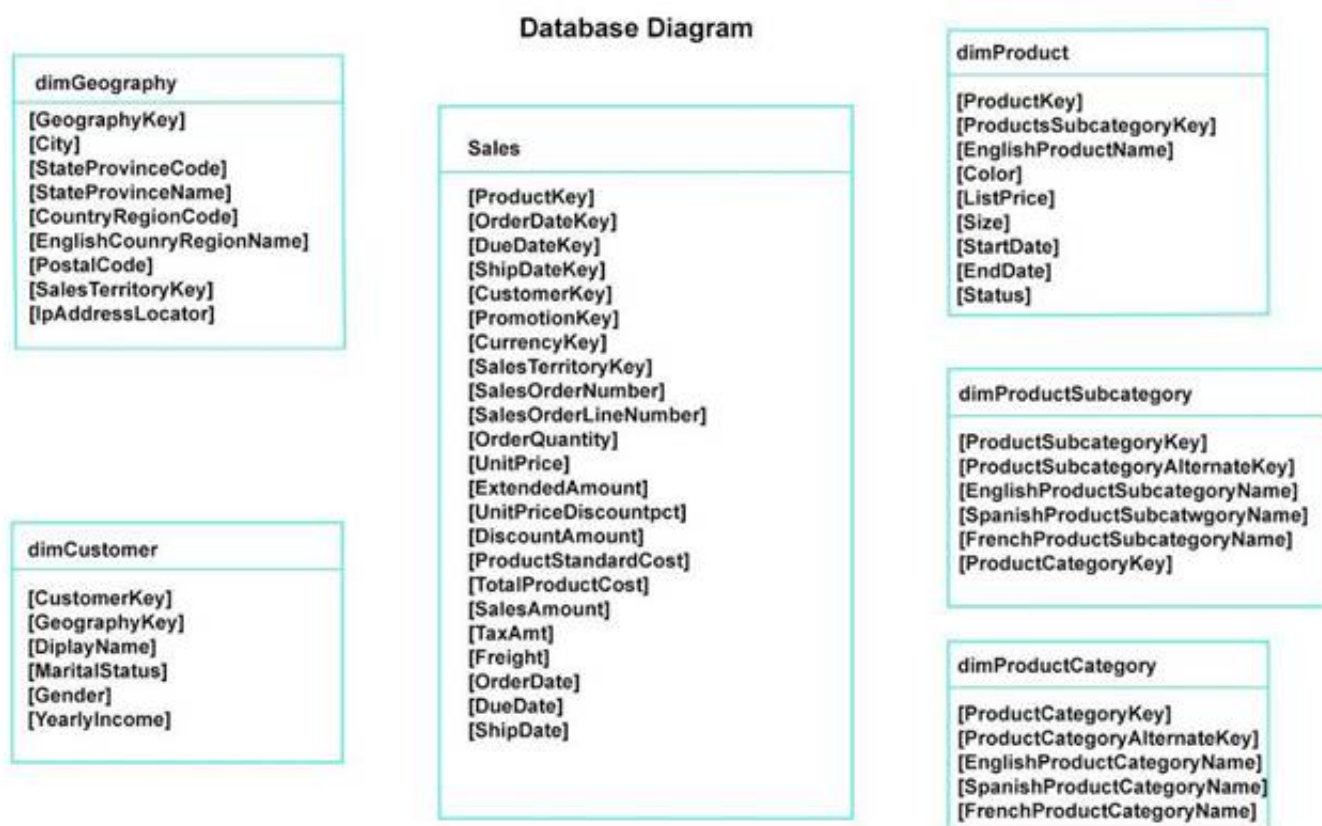 Database Diagram
dimGeography
[GeographyKey]
[City]
[StateProvinceCode]
[StateProvinceName]
[CountryRegionCode]
[EnglishCounryRegionName]
[PostalCode]
[SalesTerritoryKey]
[IpAddressLocator]
dimCustomer
[CustomerKey]
[GeographyKey]
[DiplayName]
[MaritalStatus]
[Gender]
[YearlyIncome]
Sales
[ProductKey]
[OrderDateKey]
[DueDateKey]
[ShipDateKey]
[CustomerKey]
[PromotionKey]
[CurrencyKey]
[SalesTerritoryKey]
[SalesOrderNumber]
[SalesOrderLineNumber]
[OrderQuantity]
[UnitPrice]
[ExtendedAmount]
[UnitPriceDiscountpct]
[DiscountAmount]
[ProductStandardCost]
[TotalProductCost]
[SalesAmount]
[TaxAmt]
[Freight]
[OrderDate]
[DueDate]
[ShipDate]
dimProduct
[ProductKey]
[ProductsSubcategoryKey]
[EnglishProductName]
[Color]
[ListPrice]
[Size]
[StartDate]
[EndDate]
[Status]
dimProductSubcategory
[ProductSubcategoryKey]
[ProductSubcategoryAlternateKey]
[EnglishProductSubcategoryName]
[SpanishProductSubcatwgoryName]
[FrenchProductSubcategoryName]
[ProductCategoryKey]
dimProductCategory
[ProductCategoryKey]
[ProductCategoryAlternateKey]
[EnglishProductCategoryName]
[SpanishProductCategoryName]
[FrenchProductCategoryName]